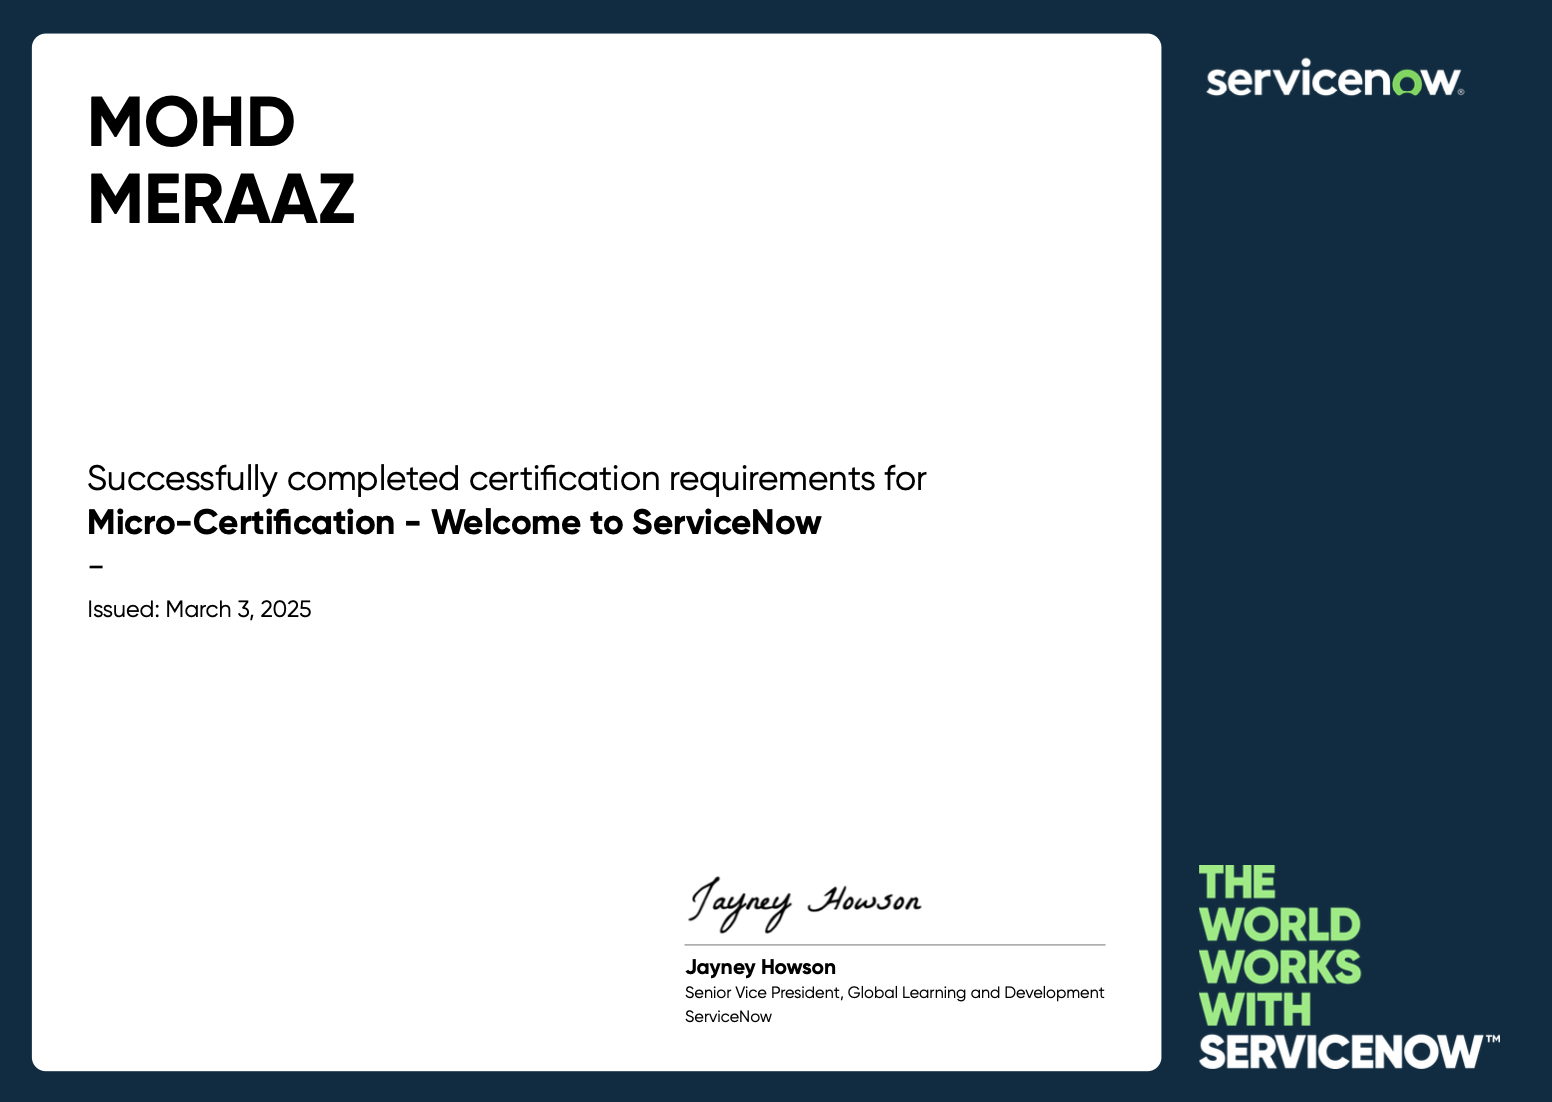 MOHD
MERAAZ
Successfully completed certification requirements for
Micro-Certification - Welcome to ServiceNow
–
Issued: March 3, 2025
Jayney Howson
Jayney Howson
Senior Vice President, Global Learning and Development
ServiceNow
servicenow®
THE
WORLD
WORKS
WITH
SERVICENOW™